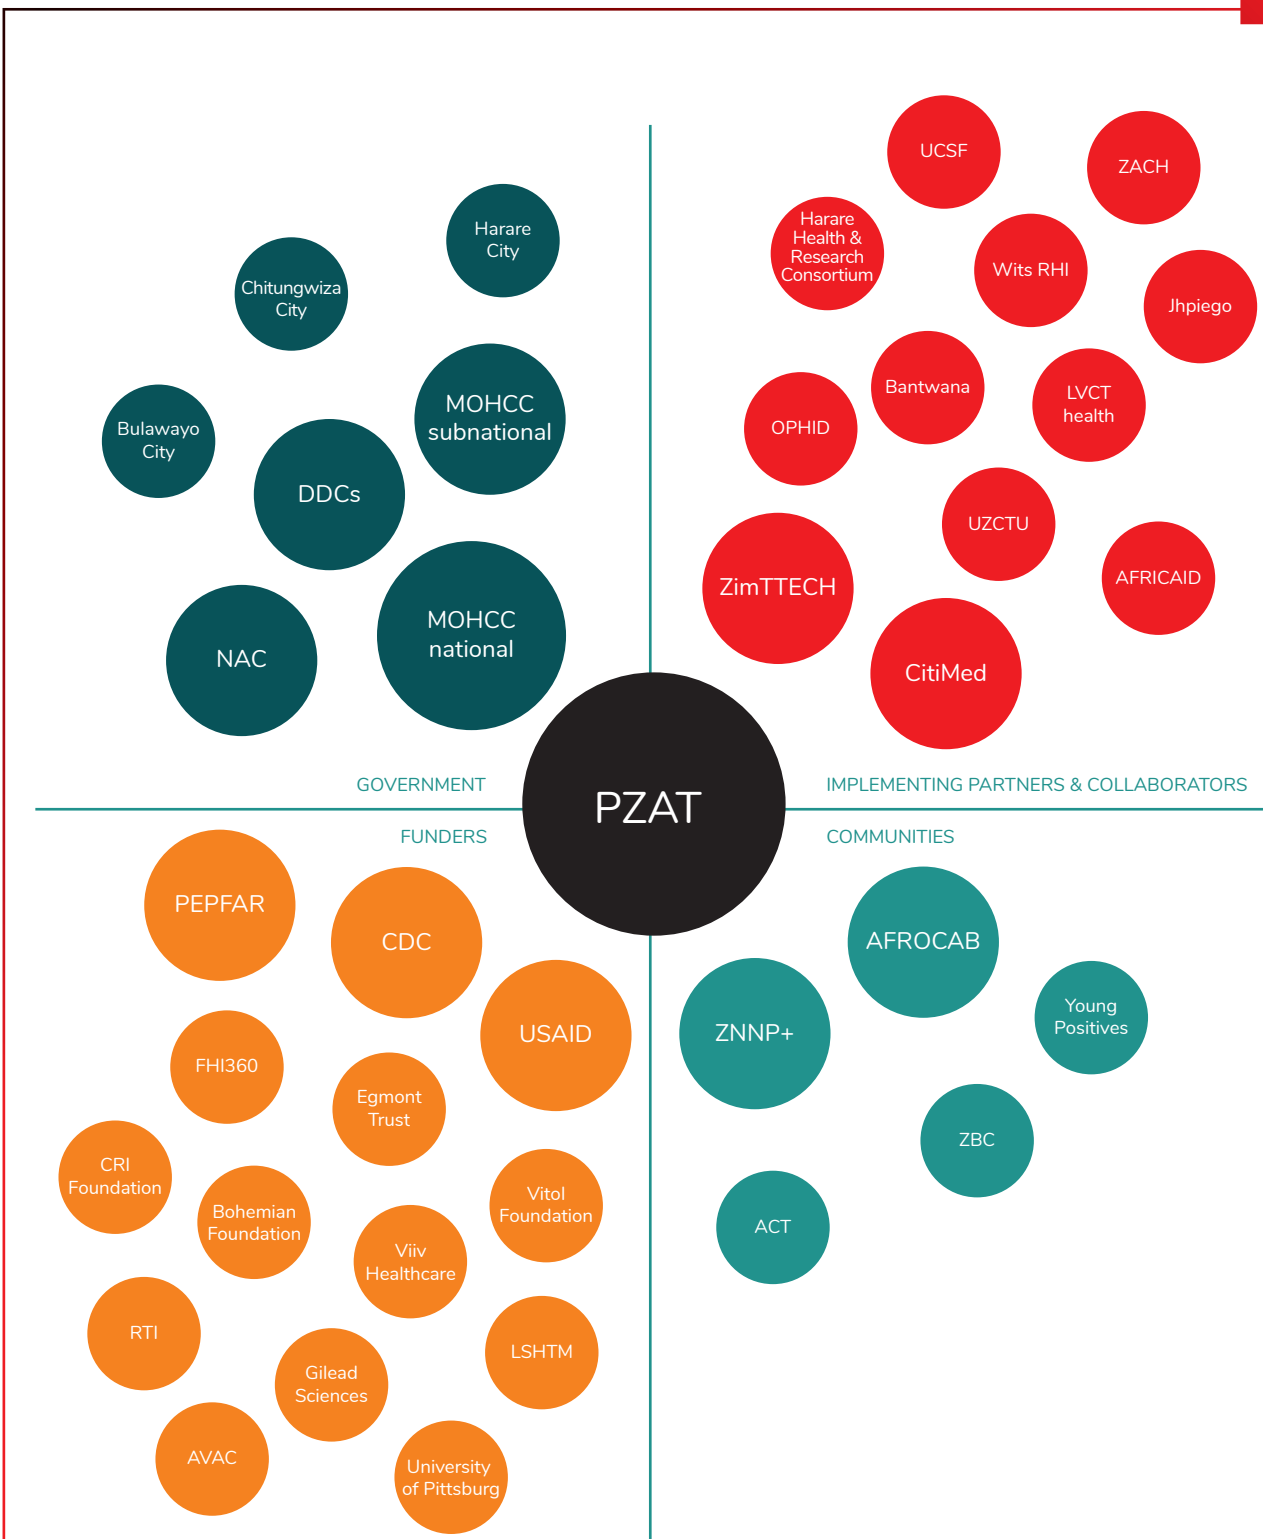 Harare
City
Chitungwiza
City
MOHCC
subnational
Bulawayo
City
DDCs
MOHCC
national
NAC
GOVERNMENT
UCSF
ZACH
Harare
Health &
Research
Consortium
Wits RHI
Jhpiego
Bantwana
LVCT
health
OPHID
UZCTU
ZimTTECH
AFRICAID
CitiMed
IMPLEMENTING PARTNERS & COLLABORATORS
PZAT
FUNDERS
PEPFAR
CDC
USAID
FHI360
Egmont
Trust
CRI
Foundation
Bohemian
Foundation
Vitol
Foundation
Viiv
Healthcare
RTI
LSHTM
Gilead
Sciences
AVAC
University
of Pittsburg
COMMUNITIES
AFROCAB
ZNNP+
Young
Positives
ZBC
ACT